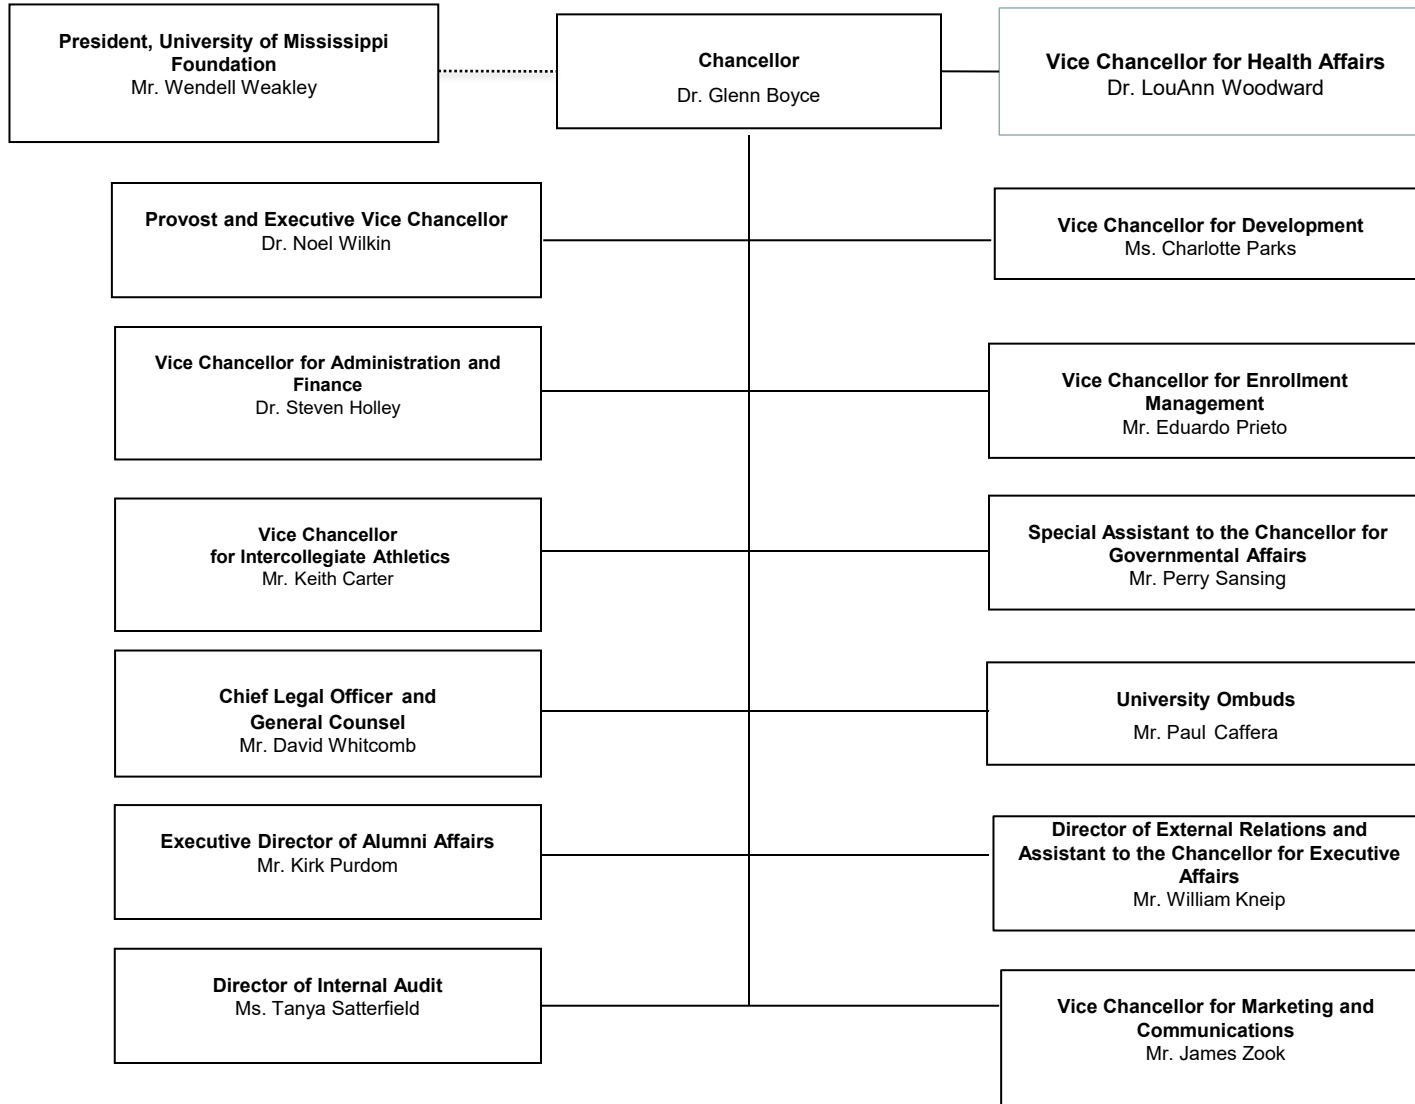 President, University of Mississippi
Foundation
Mr. Wendell Weakley
Chancellor
Dr. Glenn Boyce
Vice Chancellor for Health Affairs
Dr. LouAnn Woodward
Provost and Executive Vice Chancellor
Dr. Noel Wilkin
Vice Chancellor for Development
Ms. Charlotte Parks
Vice Chancellor for Administration and
Finance
Dr. Steven Holley
Vice Chancellor for Enrollment
Management
Mr. Eduardo Prieto
Vice Chancellor
for Intercollegiate Athletics
Mr. Keith Carter
Special Assistant to the Chancellor for
Governmental Affairs
Mr. Perry Sansing
Chief Legal Officer and
General Counsel
Mr. David Whitcomb
University Ombuds
Mr. Paul Caffera
Executive Director of Alumni Affairs
Mr. Kirk Purdom
Director of External Relations and
Assistant to the Chancellor for Executive
Affairs
Mr. William Kneip
Director of Internal Audit
Ms. Tanya Satterfield
Vice Chancellor for Marketing and
Communications
Mr. James Zook